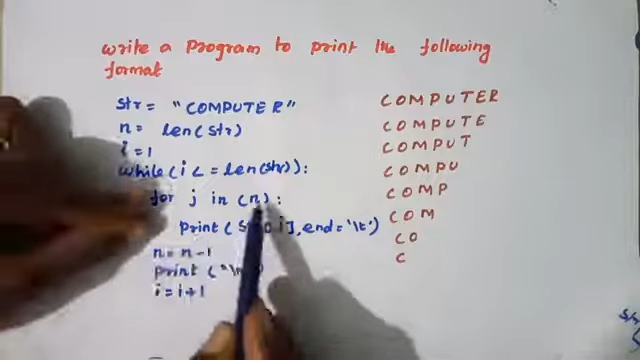 write a program to print the following
format
str = "COMPUTER"
n = len(str)
i=1
while(i<=len(str)):
for j in (n):
print( ],end='\t')
n = n-1
print (
i = i+1
COMPUTER
COMPUTE
COMPUT
COMPU
COMP
COM
CO
C